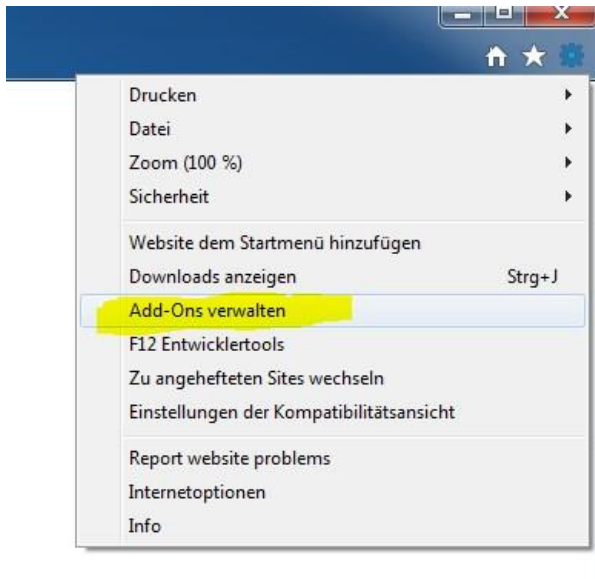 Drucken
Datei
Zoom (100 %)
Sicherheit
Website dem Startmenü hinzufügen
Downloads anzeigen Strg+J
Add-Ons verwalten
F12 Entwicklertools
Zu angehefteten Sites wechseln
Einstellungen der Kompatibilitätsansicht
Report website problems
Internetoptionen
Info